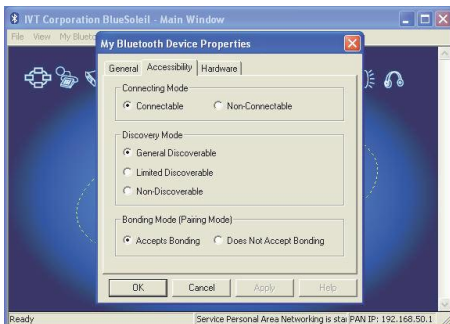 IVT Corporation BlueSoleil - Main Window
File View My Blueto
My Bluetooth Device Properties
General Accessibility Hardware
Connecting Mode
Connectable Non-Connectable
Discovery Mode
General Discoverable
Limited Discoverable
Non-Discoverable
Bonding Mode (Pairing Mode)
Accepts Bonding Does Not Accept Bonding
OK Cancel Apply Help
Ready Service Personal Area Networking is sta PAN IP: 192.168.50.1